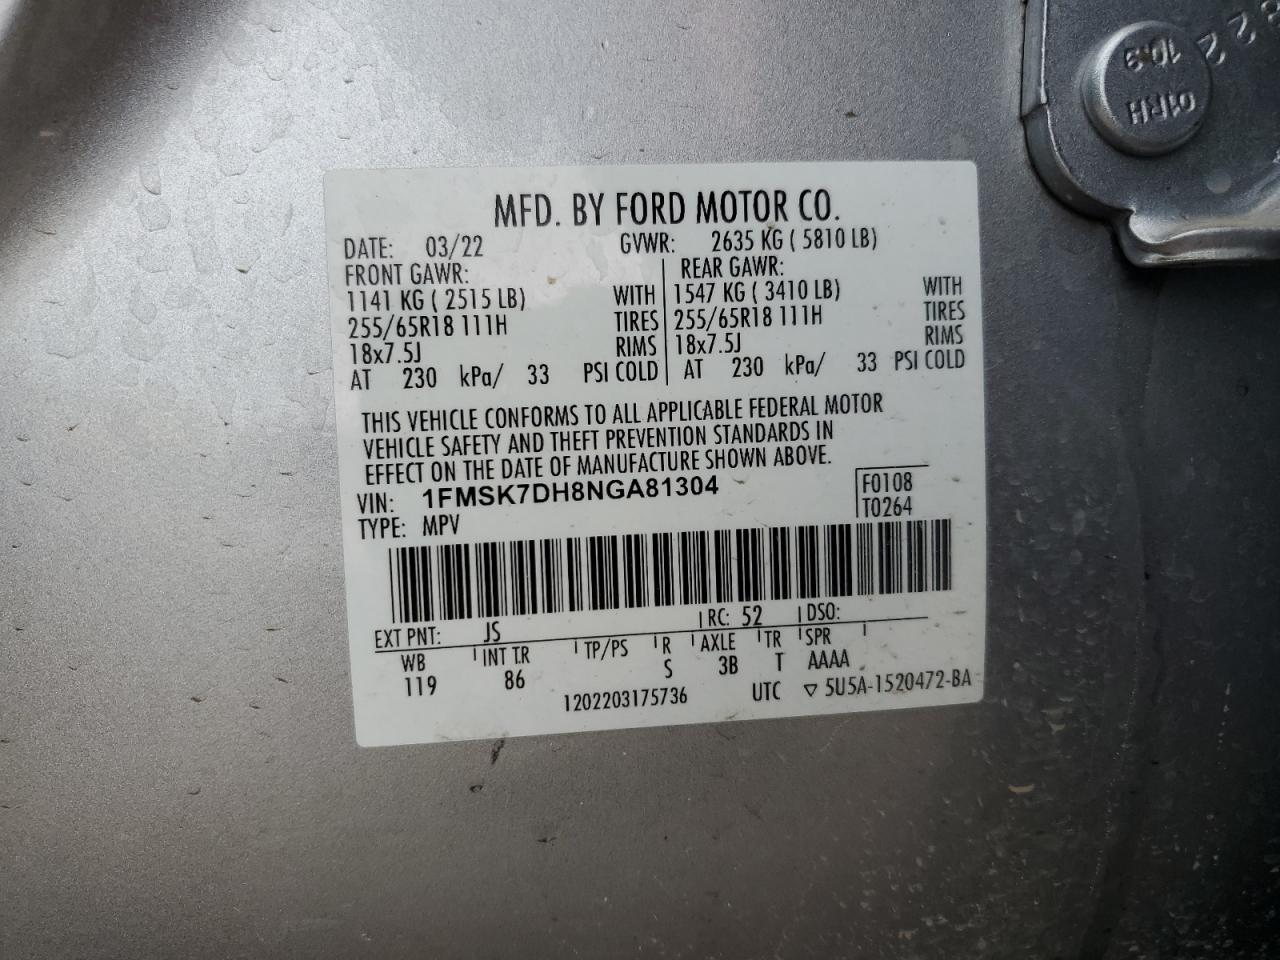 MFD. BY FORD MOTOR CO.
DATE: 03/22 GVWR: 2635 KG ( 5810 LB)
FRONT GAWR: REAR GAWR:
1141 KG ( 2515 LB) WITH 1547 KG ( 3410 LB) WITH
255/65R18 111H TIRES 255/65R18 111H TIRES
18x7.5J RIMS 18x7.5J RIMS
AT 230 kPa/ 33 PSI COLD AT 230 kPa/ 33 PSI COLD
THIS VEHICLE CONFORMS TO ALL APPLICABLE FEDERAL MOTOR
VEHICLE SAFETY AND THEFT PREVENTION STANDARDS IN
EFFECT ON THE DATE OF MANUFACTURE SHOWN ABOVE.
VIN: 1FMSK7DH8NGA81304 F0108
TYPE: MPV T0264
EXT PNT: JS RC: 52 DSO:
WB INT TR TP/PS R AXLE TR SPR
119 86 S 3B T AAAA
1202203175736 UTC ▽ 5U5A-1520472-BA
10.9
01RH